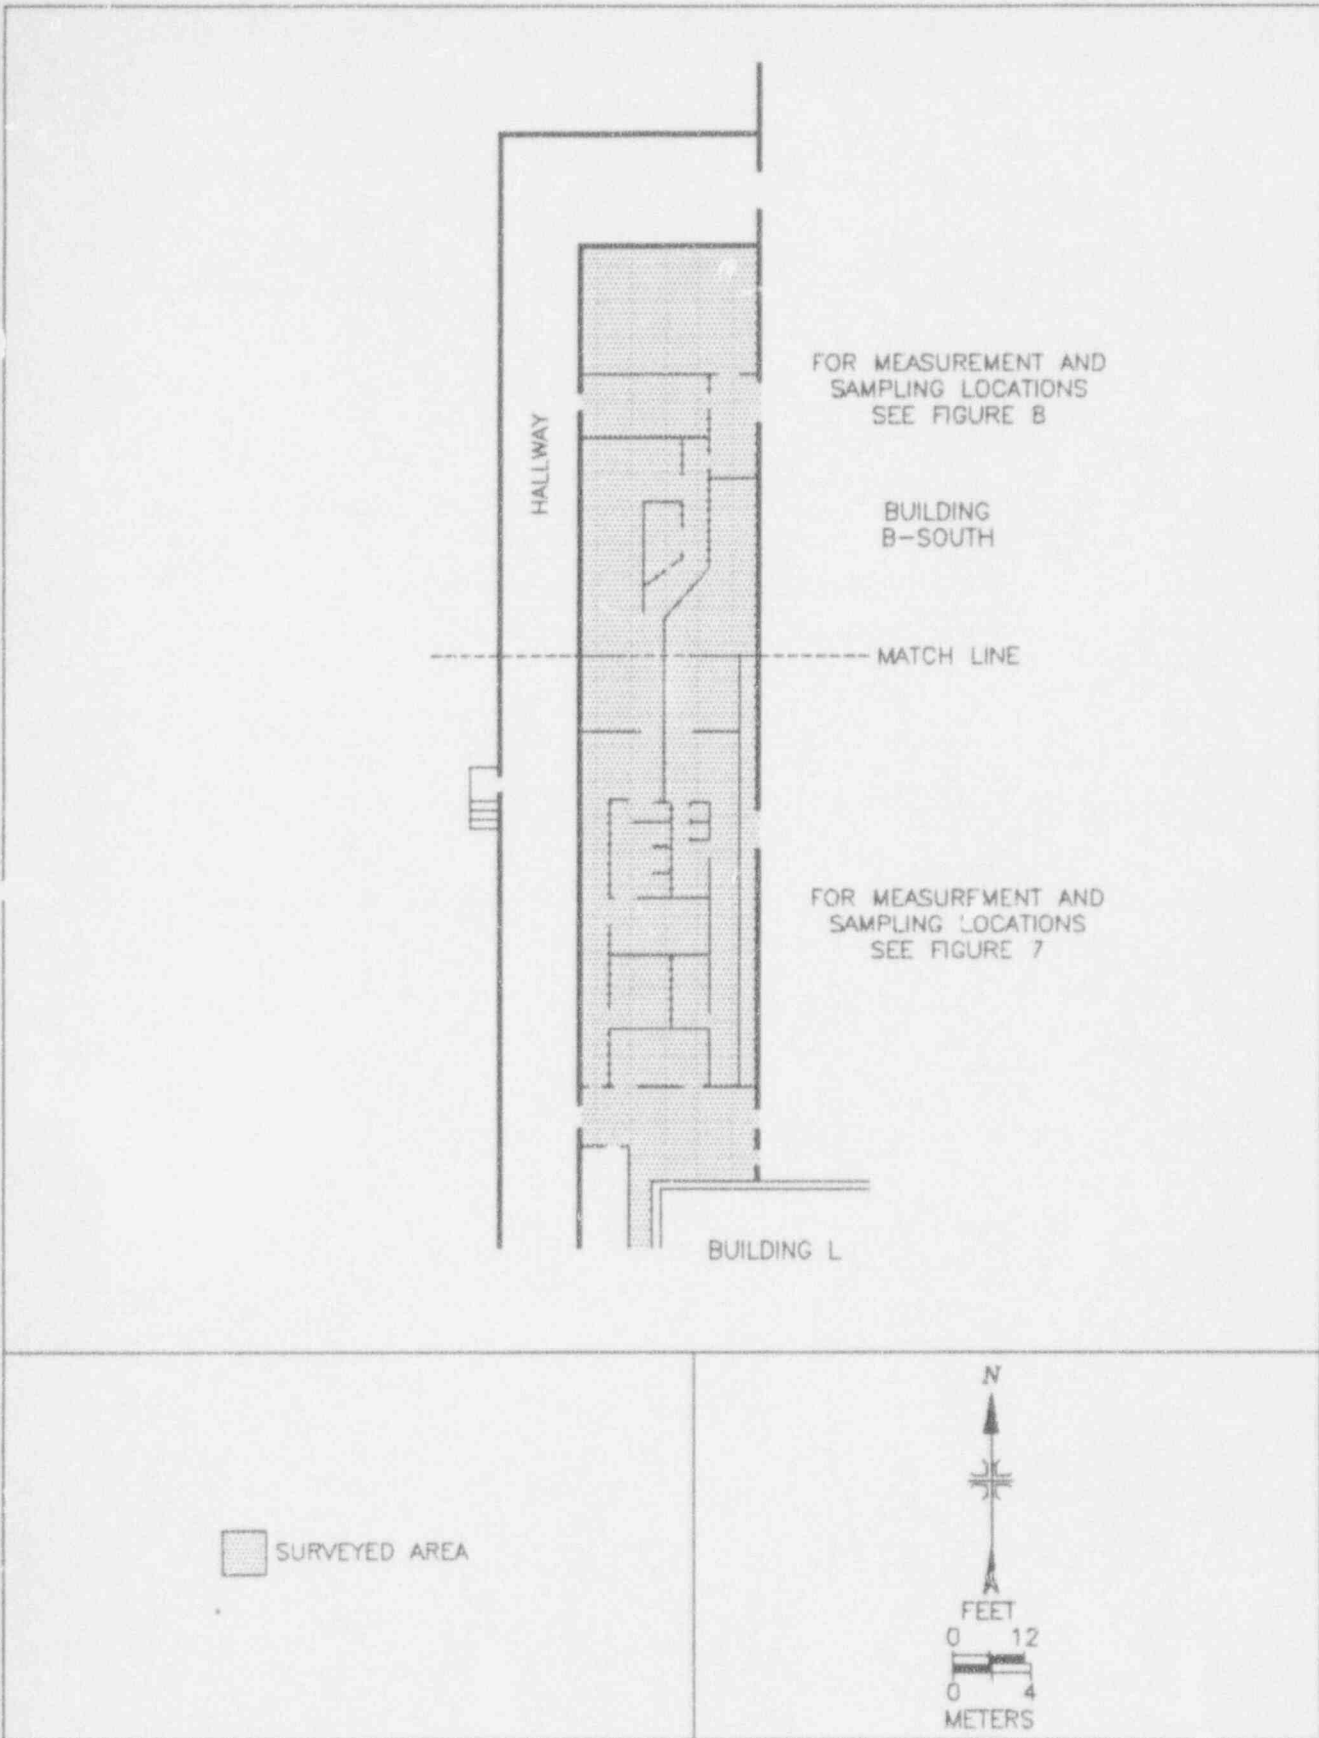 FOR MEASUREMENT AND
SAMPLING LOCATIONS
SEE FIGURE 8
HALLWAY
BUILDING
B-SOUTH
MATCH LINE
FOR MEASUREMENT AND
SAMPLING LOCATIONS
SEE FIGURE 7
BUILDING L
SURVEYED AREA
N
FEET
0 12
0 4
METERS